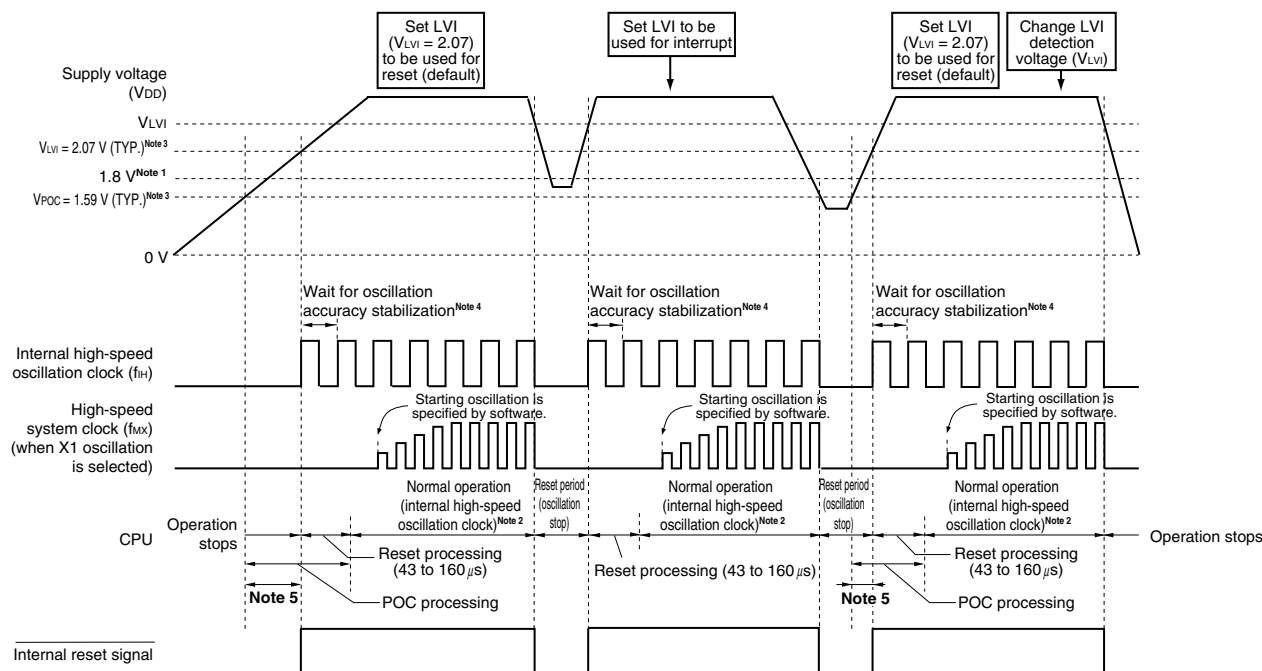 Set LVI
(VLVI = 2.07)
to be used for
reset (default)
Set LVI to be
used for interrupt
Set LVI
(VLVI = 2.07)
to be used for
reset (default)
Change LVI
detection
voltage (VLVI)
Supply voltage
(VDD)
VLVI
VLVI = 2.07 V (TYP.)Note 3
1.8 VNote 1
VPOC = 1.59 V (TYP.)Note 3
0 V
Wait for oscillation
accuracy stabilizationNote 4
Wait for oscillation
accuracy stabilizationNote 4
Wait for oscillation
accuracy stabilizationNote 4
Internal high-speed
oscillation clock (fIH)
Starting oscillation is
specified by software.
Starting oscillation is
specified by software.
Starting oscillation is
specified by software.
High-speed
system clock (fMX)
(when X1 oscillation
is selected)
Normal operation
(internal high-speed
oscillation clock)Note 2
Reset period
(oscillation
stop)
Normal operation
(internal high-speed
oscillation clock)Note 2
Reset period
(oscillation
stop)
Normal operation
(internal high-speed
oscillation clock)Note 2
CPU
Operation
stops
Operation stops
Reset processing
(43 to 160 μs)
Reset processing (43 to 160 μs)
Reset processing
(43 to 160 μs)
Note 5
POC processing
Note 5
POC processing
Internal reset signal